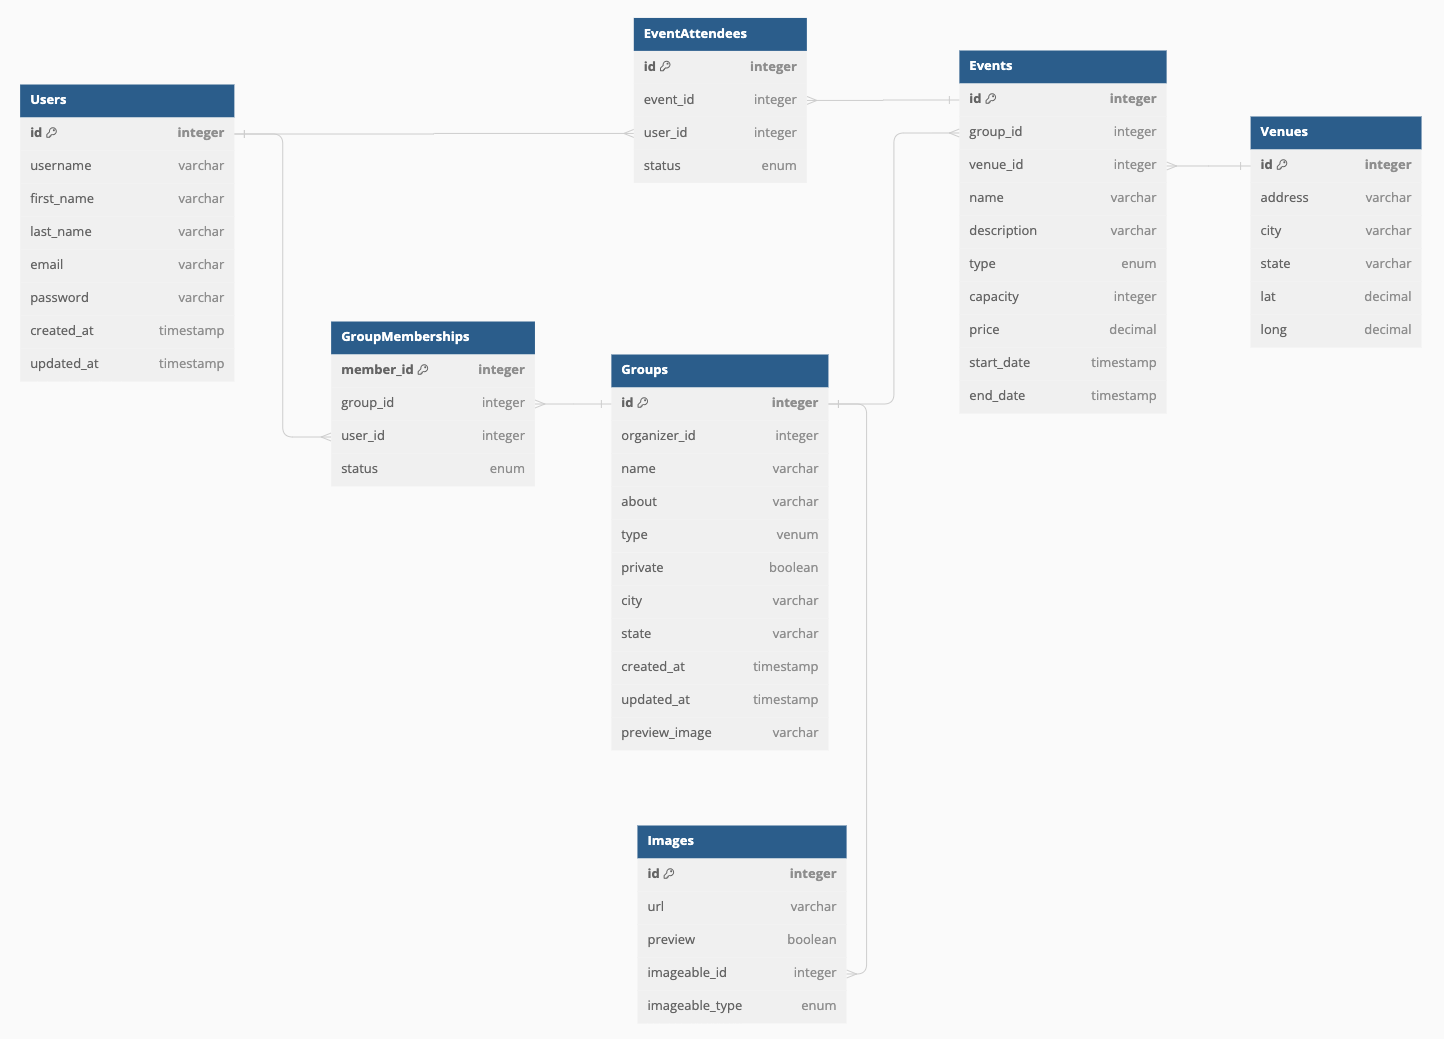 Users
id integer
username varchar
first_name varchar
last_name varchar
email varchar
password varchar
created_at timestamp
updated_at timestamp
EventAttendees
id integer
event_id integer
user_id integer
status enum
Events
id integer
group_id integer
venue_id integer
name varchar
description varchar
type enum
capacity integer
price decimal
start_date timestamp
end_date timestamp
Venues
id integer
address varchar
city varchar
state varchar
lat decimal
long decimal
GroupMemberships
member_id integer
group_id integer
user_id integer
status enum
Groups
id integer
organizer_id integer
name varchar
about varchar
type venum
private boolean
city varchar
state varchar
created_at timestamp
updated_at timestamp
preview_image varchar
Images
id integer
url varchar
preview boolean
imageable_id integer
imageable_type enum